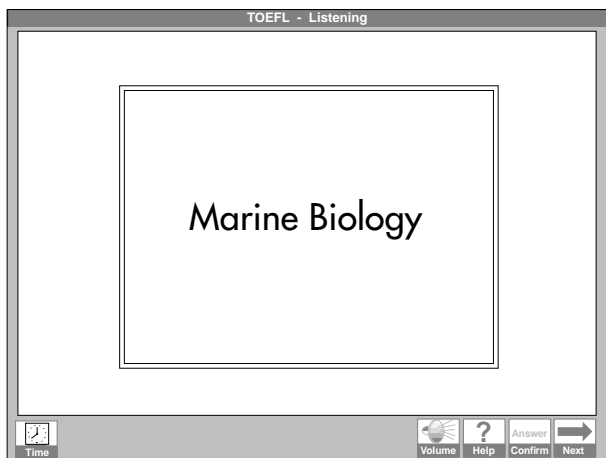 TOEFL - Listening
Marine Biology
Time
Volume
Help
Answer
Confirm
Next
?